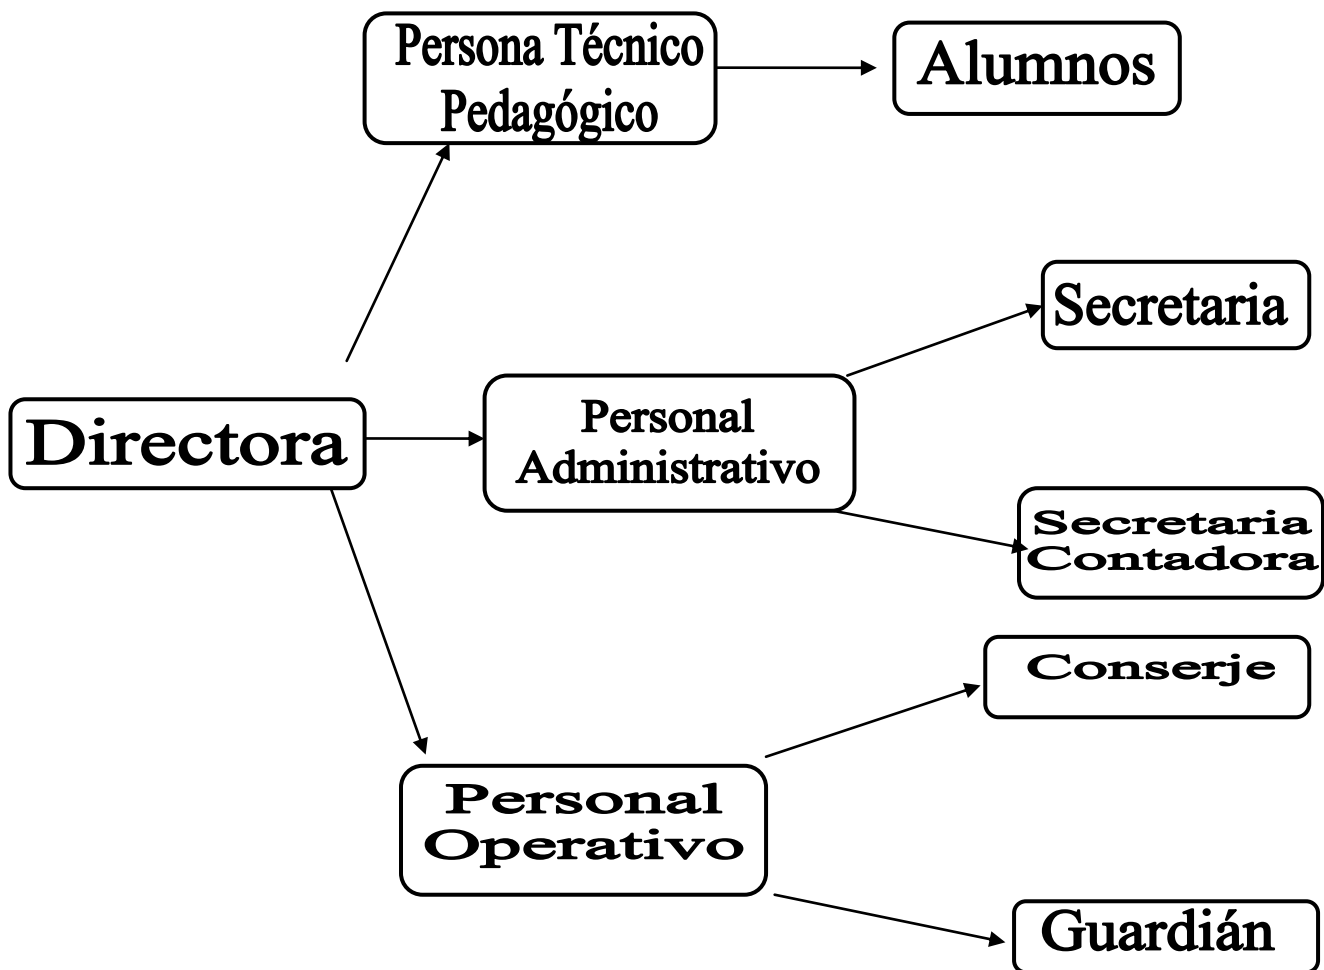 Persona Técnico
Pedagógico
Alumnos
Secretaria
Directora
Personal
Administrativo
Secretaria
Contadora
Conserje
Personal
Operativo
Guardián